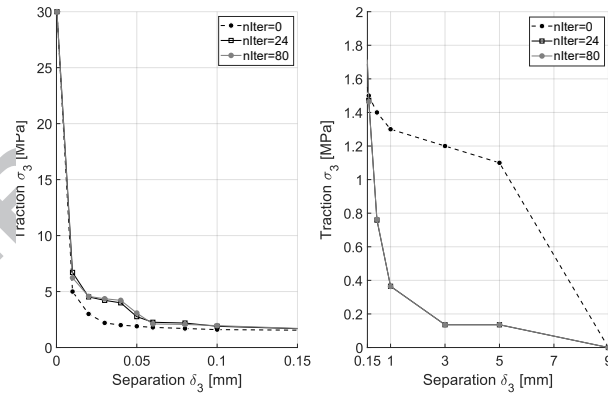 30
25
20
15
10
5
0
0
0.05
0.1
0.15
Traction σ3 [MPa]
Separation δ3 [mm]
nIter=0
nIter=24
nIter=80
2
1.8
1.6
1.4
1.2
1
0.8
0.6
0.4
0.2
0
0.15
1
3
5
7
9
Traction σ3 [MPa]
Separation δ3 [mm]
nIter=0
nIter=24
nIter=80